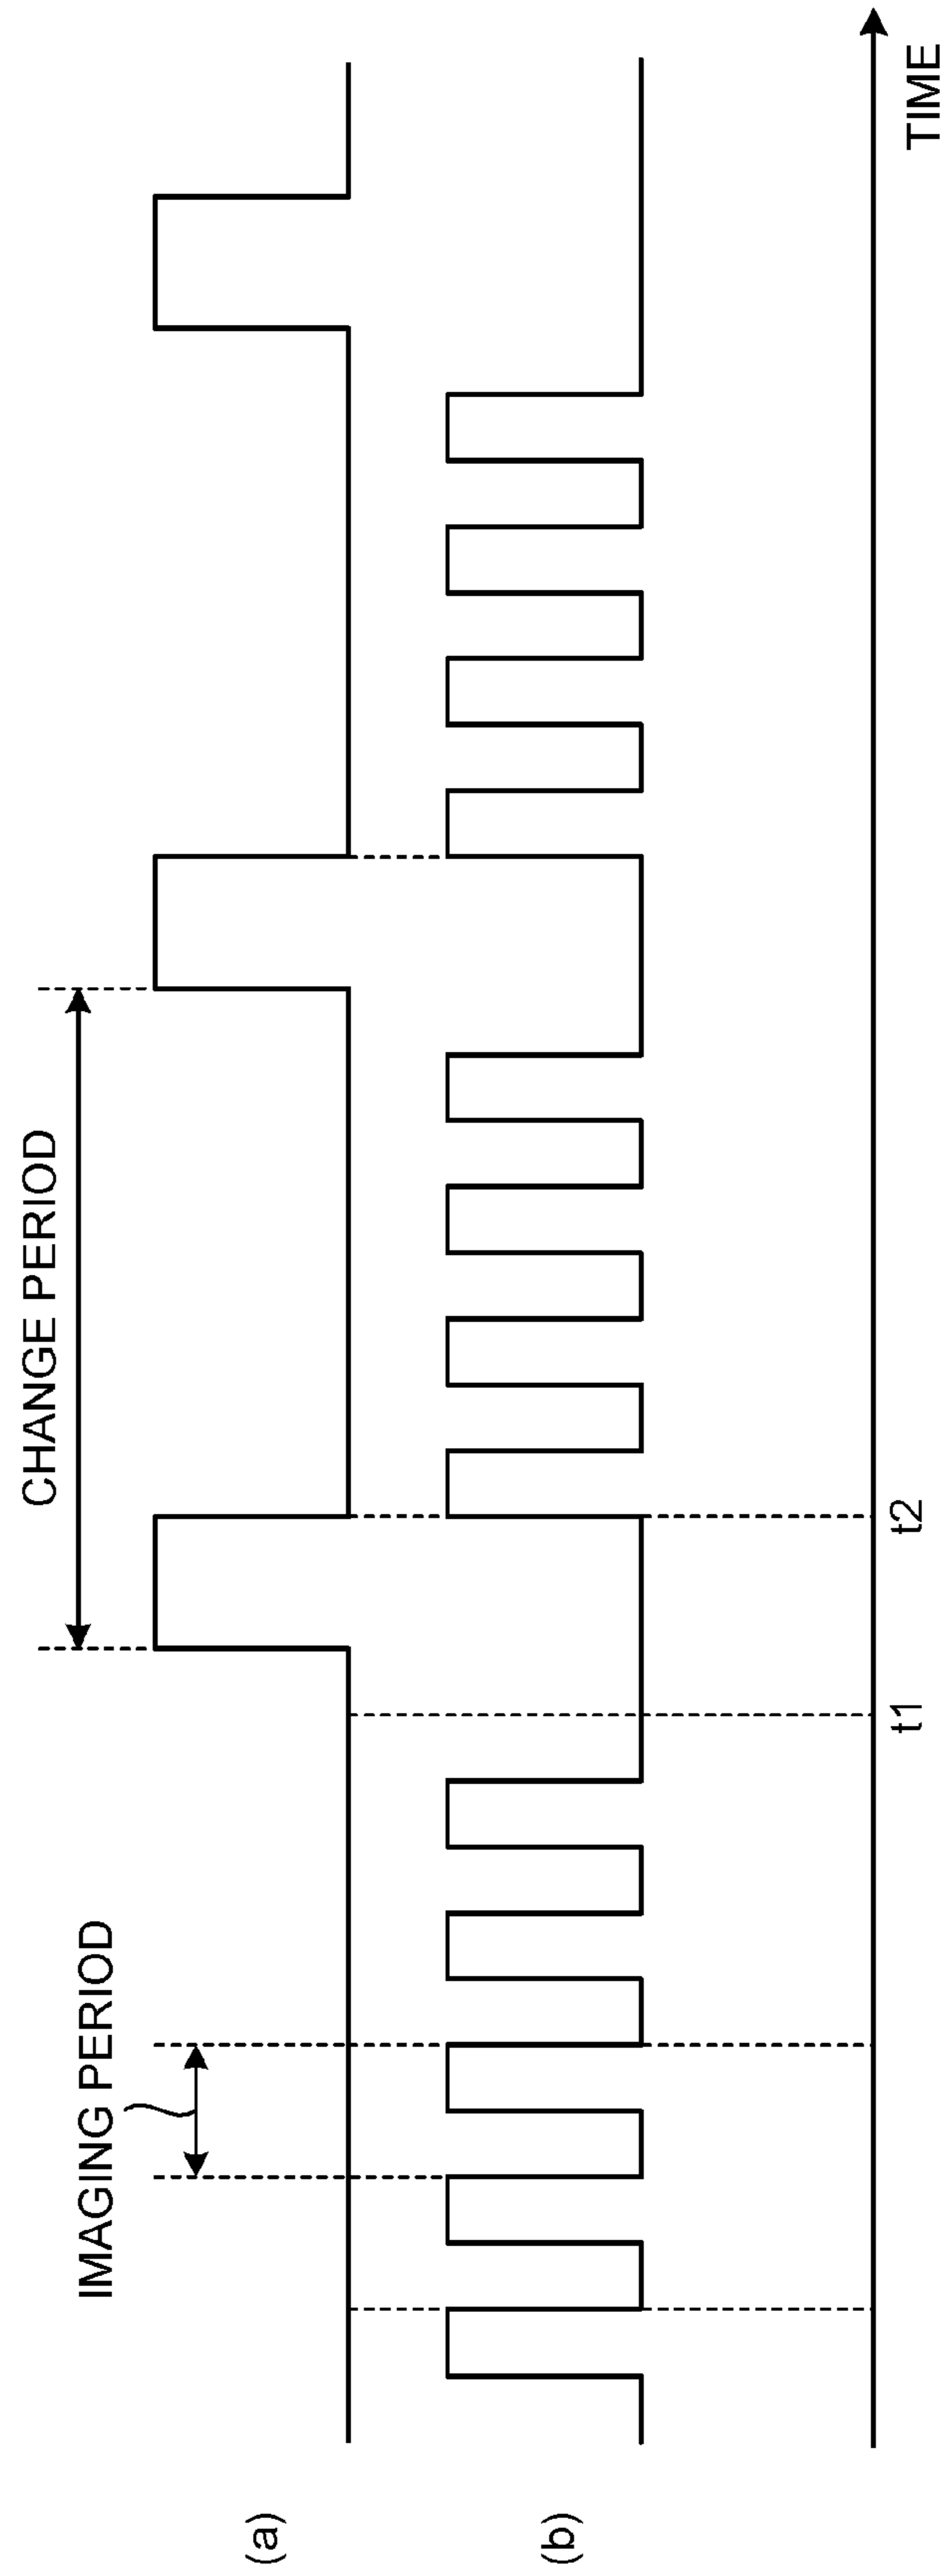 CHANGE PERIOD
IMAGING PERIOD
(a)
(b)
t1
t2
TIME